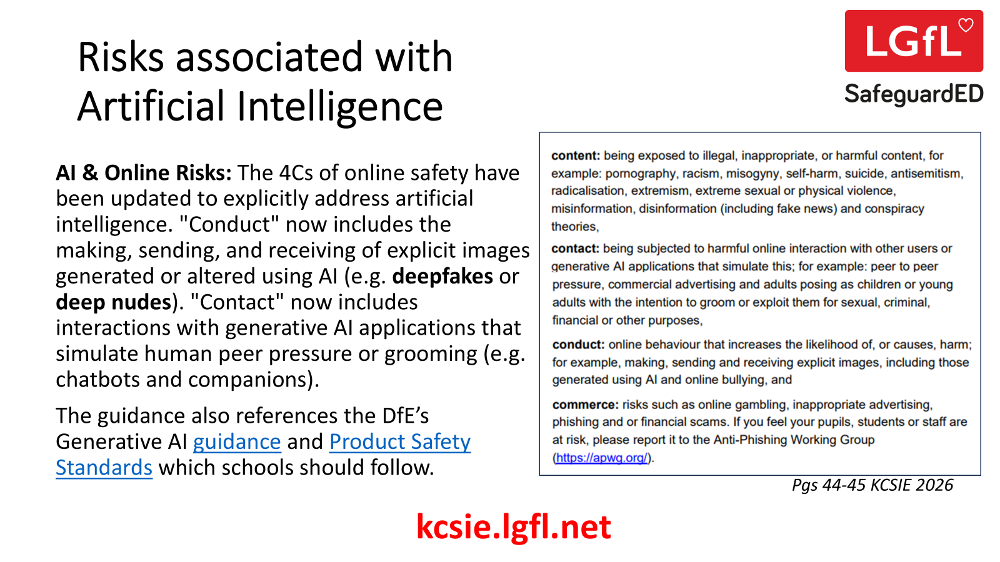 Risks associated with
Artificial Intelligence
LGfL
SafeguardED
AI & Online Risks: The 4Cs of online safety have
been updated to explicitly address artificial
intelligence. "Conduct" now includes the
making, sending, and receiving of explicit images
generated or altered using AI (e.g. deepfakes or
deep nudes). "Contact" now includes
interactions with generative AI applications that
simulate human peer pressure or grooming (e.g.
chatbots and companions).
The guidance also references the DfE’s
Generative AI guidance and Product Safety
Standards which schools should follow.
content: being exposed to illegal, inappropriate, or harmful content, for
example: pornography, racism, misogyny, self-harm, suicide, antisemitism,
radicalisation, extremism, extreme sexual or physical violence,
misinformation, disinformation (including fake news) and conspiracy
theories,
contact: being subjected to harmful online interaction with other users or
generative AI applications that simulate this; for example: peer to peer
pressure, commercial advertising and adults posing as children or young
adults with the intention to groom or exploit them for sexual, criminal,
financial or other purposes,
conduct: online behaviour that increases the likelihood of, or causes, harm;
for example, making, sending and receiving explicit images, including those
generated using AI and online bullying, and
commerce: risks such as online gambling, inappropriate advertising,
phishing and or financial scams. If you feel your pupils, students or staff are
at risk, please report it to the Anti-Phishing Working Group
(https://apwg.org/).
Pgs 44-45 KCSIE 2026
kcsie.lgfl.net